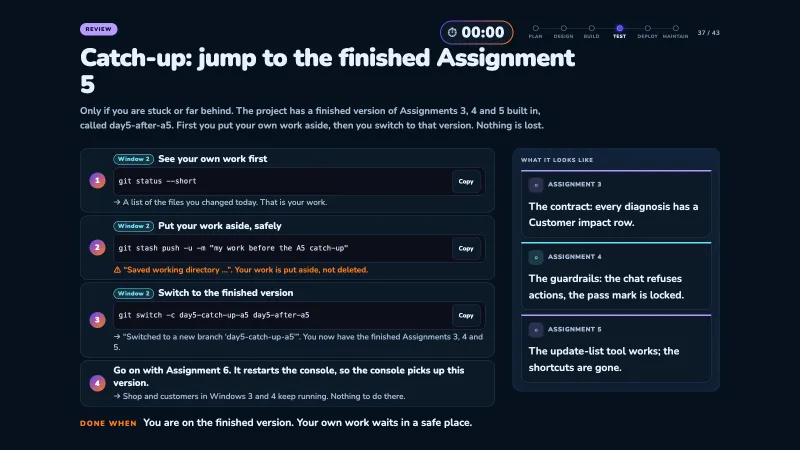 REVIEW
00:00
PLAN DESIGN BUILD TEST DEPLOY MAINTAIN
37 / 43
Catch-up: jump to the finished Assignment
5
Only if you are stuck or far behind. The project has a finished version of Assignments 3, 4 and 5 built in,
called day5-after-a5. First you put your own work aside, then you switch to that version. Nothing is lost.
1
Window 2 See your own work first
git status --short
Copy
→ A list of the files you changed today. That is your work.
2
Window 2 Put your work aside, safely
git stash push -u -m "my work before the A5 catch-up"
Copy
⚠ "Saved working directory ...". Your work is put aside, not deleted.
3
Window 2 Switch to the finished version
git switch -c day5-catch-up-a5 day5-after-a5
Copy
→ "Switched to a new branch 'day5-catch-up-a5'". You now have the finished Assignments 3, 4 and
5.
4
Go on with Assignment 6. It restarts the console, so the console picks up this
version.
→ Shop and customers in Windows 3 and 4 keep running. Nothing to do there.
WHAT IT LOOKS LIKE
ASSIGNMENT 3
The contract: every diagnosis has a
Customer impact row.
ASSIGNMENT 4
The guardrails: the chat refuses
actions, the pass mark is locked.
ASSIGNMENT 5
The update-list tool works; the
shortcuts are gone.
DONE WHEN You are on the finished version. Your own work waits in a safe place.